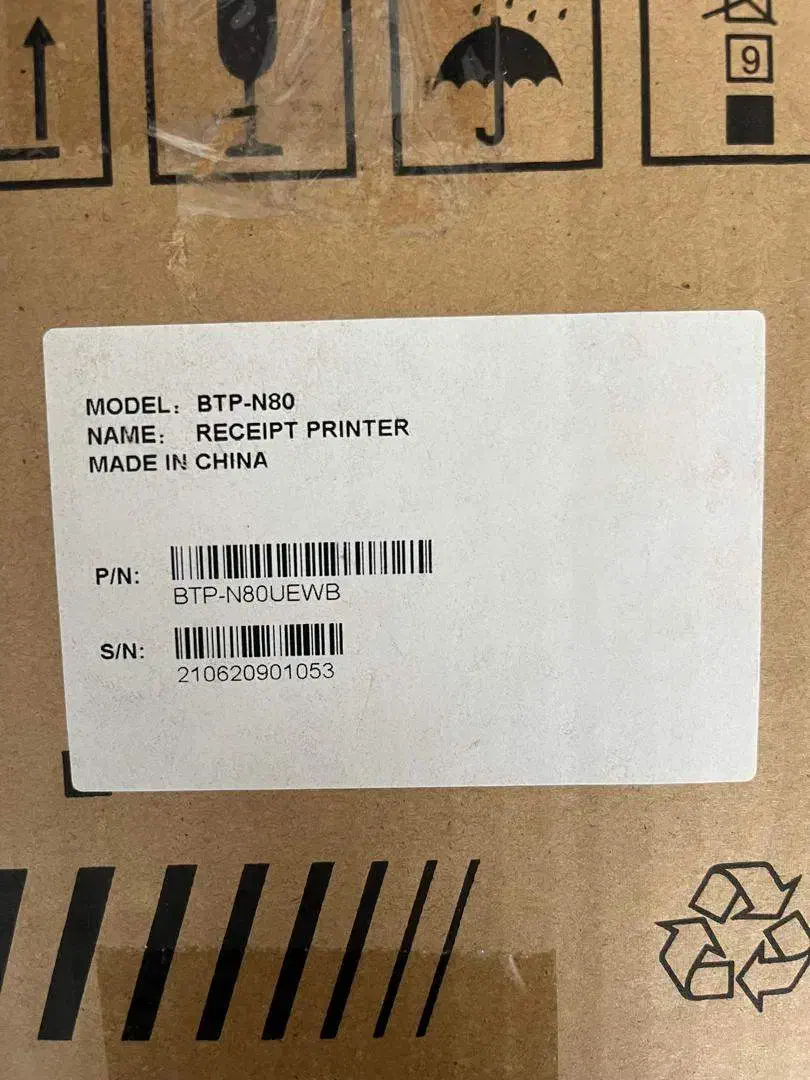 9
MODEL: BTP-N80
NAME: RECEIPT PRINTER
MADE IN CHINA
P/N:
BTP-N80UEWB
S/N:
210620901053